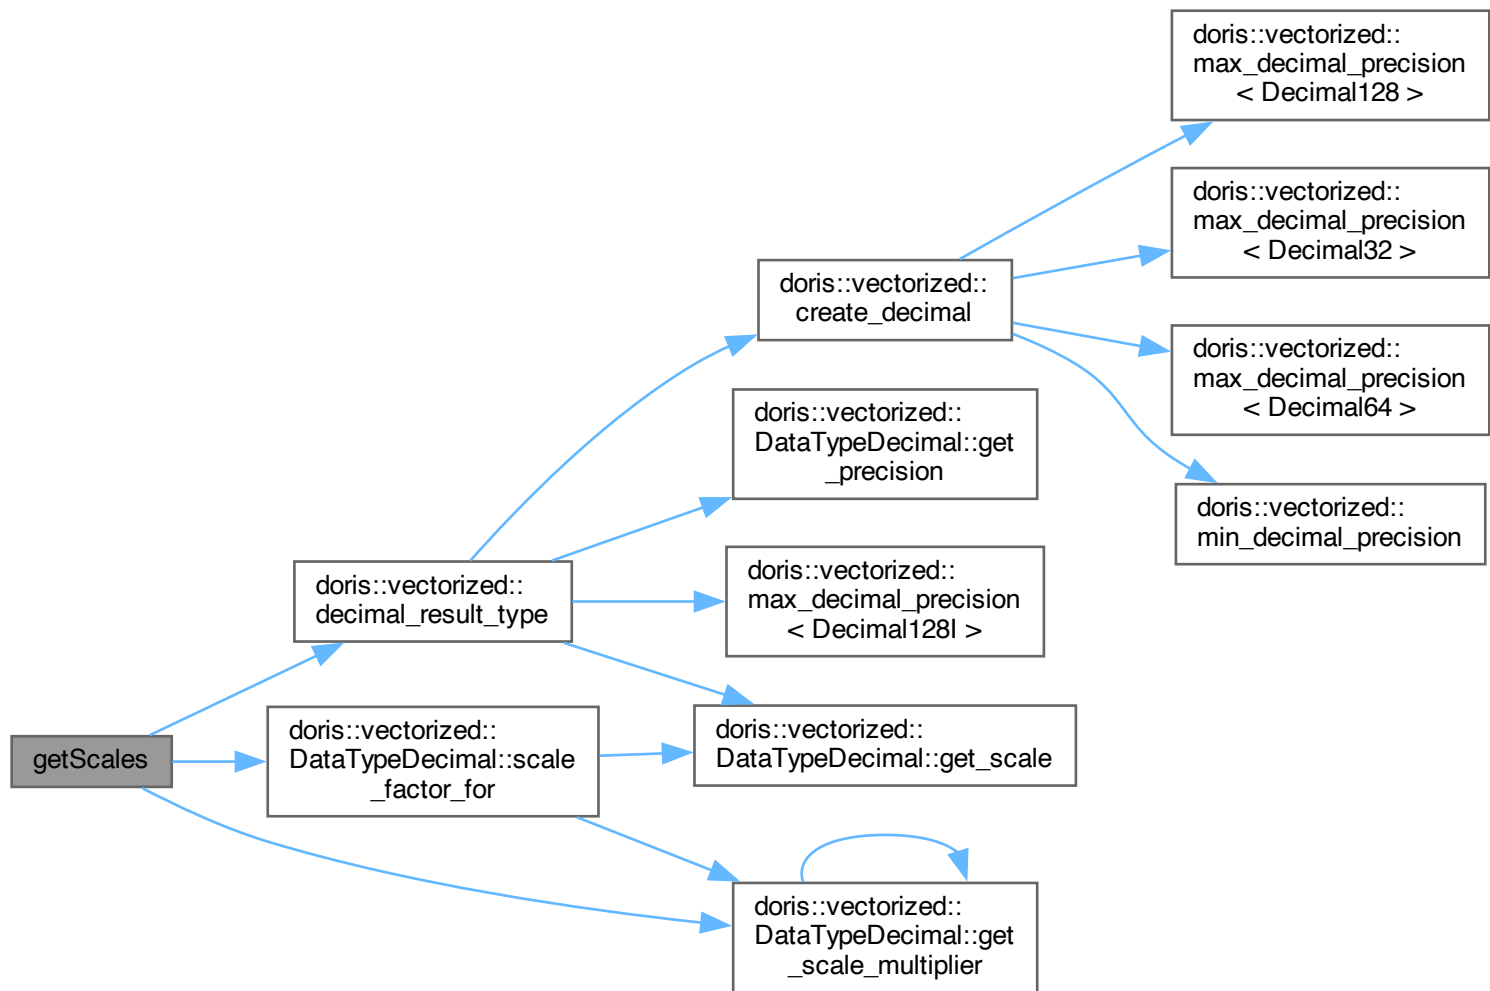 doris::vectorized::
max_decimal_precision
< Decimal128 >
doris::vectorized::
max_decimal_precision
< Decimal32 >
doris::vectorized::
create_decimal
doris::vectorized::
max_decimal_precision
< Decimal64 >
doris::vectorized::
DataTypeDecimal::get
_precision
doris::vectorized::
min_decimal_precision
doris::vectorized::
decimal_result_type
doris::vectorized::
max_decimal_precision
< Decimal128I >
getScales
doris::vectorized::
DataTypeDecimal::scale
_factor_for
doris::vectorized::
DataTypeDecimal::get_scale
doris::vectorized::
DataTypeDecimal::get
_scale_multiplier